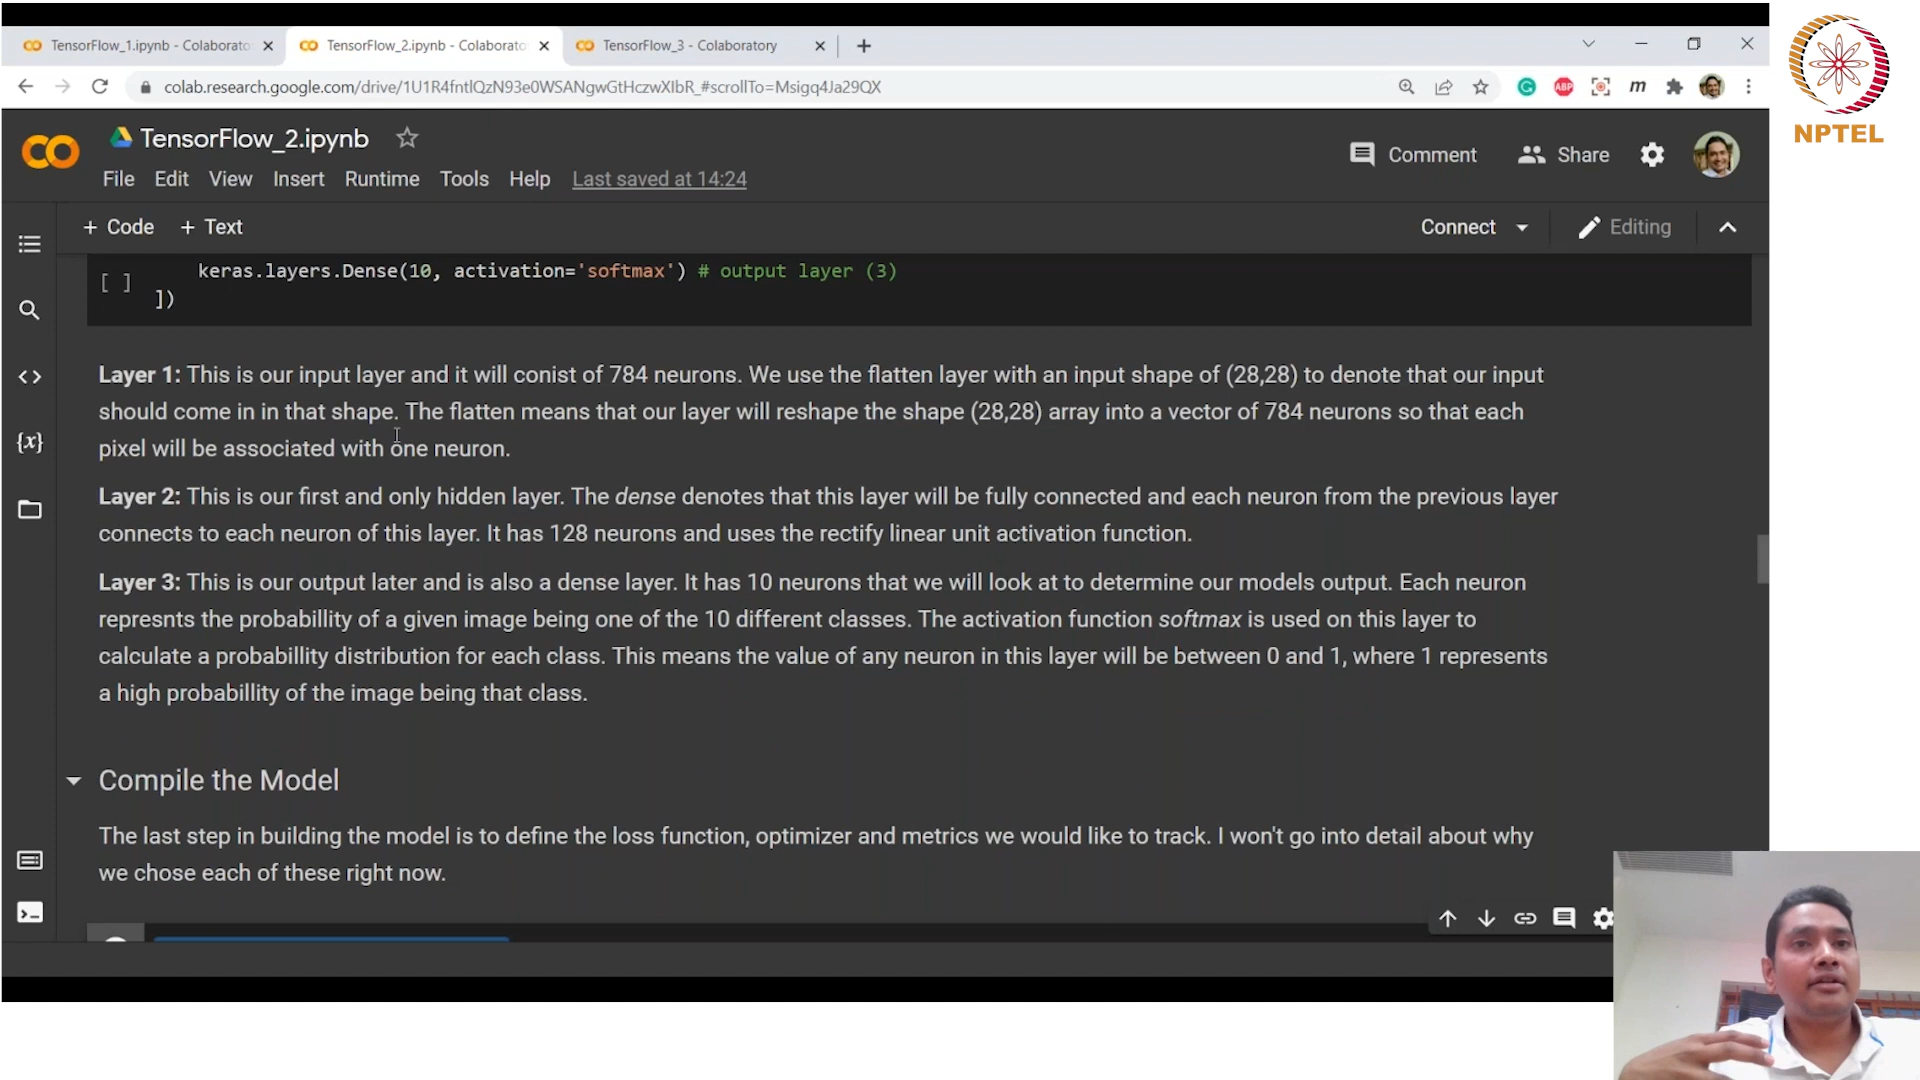 TensorFlow_1.ipynb - Colaborato
TensorFlow_2.ipynb - Colaborato
TensorFlow_3 - Colaboratory
colab.research.google.com/drive/1U1R4fntlQzN93e0WSANgwGtHczwXIbR_#scrollTo=Msigq4Ja29QX
ABP
m
NPTEL
TensorFlow_2.ipynb
Comment
Share
File Edit View Insert Runtime Tools Help Last saved at 14:24
+ Code + Text
Connect
Editing
keras.layers.Dense(10, activation='softmax') # output layer (3)
[ ]
])
Layer 1: This is our input layer and it will conist of 784 neurons. We use the flatten layer with an input shape of (28,28) to denote that our input
should come in in that shape. The flatten means that our layer will reshape the shape (28,28) array into a vector of 784 neurons so that each
pixel will be associated with one neuron.
Layer 2: This is our first and only hidden layer. The dense denotes that this layer will be fully connected and each neuron from the previous layer
connects to each neuron of this layer. It has 128 neurons and uses the rectify linear unit activation function.
Layer 3: This is our output later and is also a dense layer. It has 10 neurons that we will look at to determine our models output. Each neuron
represnts the probabillity of a given image being one of the 10 different classes. The activation function softmax is used on this layer to
calculate a probabillity distribution for each class. This means the value of any neuron in this layer will be between 0 and 1, where 1 represents
a high probabillity of the image being that class.
Compile the Model
The last step in building the model is to define the loss function, optimizer and metrics we would like to track. I won't go into detail about why
we chose each of these right now.